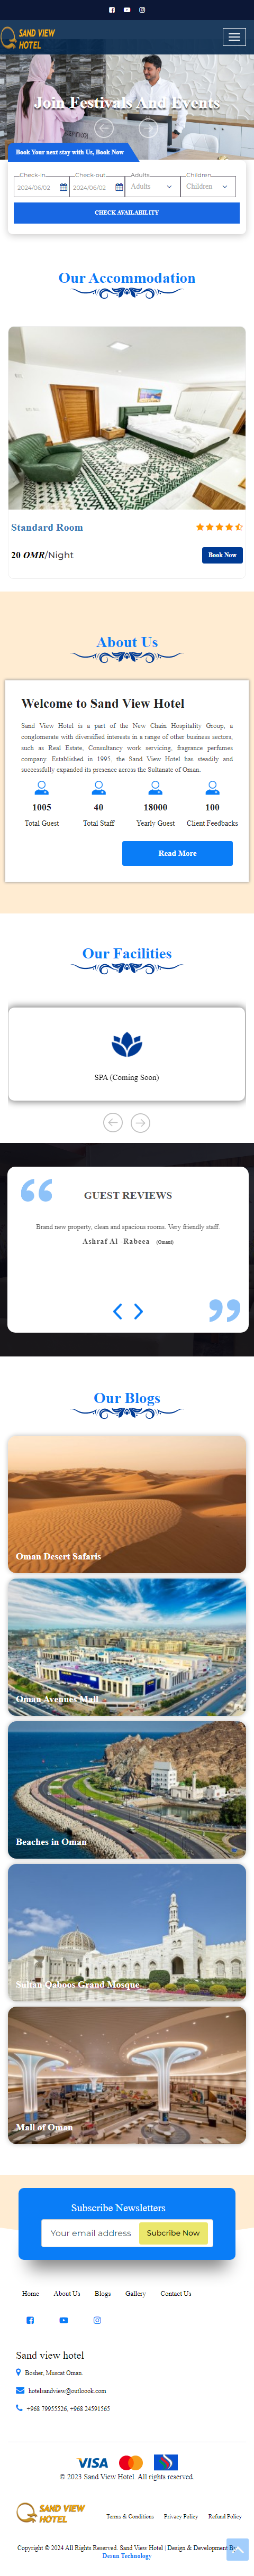 SAND VIEW
HOTEL
Join Festivals And Events
Book Your next stay with Us, Book Now
Check-in
Check-out
Adults
Children
2024/06/02
2024/06/02
Adults
Children
CHECK AVAILABILITY
Our Accommodation
Standard Room
20 OMR/Night
Book Now
About Us
Welcome to Sand View Hotel
Sand View Hotel is a part of the New Chain Hospitality Group, a
conglomerate with diversified interests in a range of other business sectors,
such as Real Estate, Consultancy work servicing, fragrance perfumes
company. Established in 1995, the Sand View Hotel has steadily and
successfully expanded its presence across the Sultanate of Oman.
1005
40
18000
100
Total Guest
Total Staff
Yearly Guest
Client Feedbacks
Read More
Our Facilities
SPA (Coming Soon)
GUEST REVIEWS
Brand new property, clean and spacious rooms. Very friendly staff.
Ashraf Al -Rabeea (Omani)
Our Blogs
Oman Desert Safaris
Oman Avenues Mall
Beaches in Oman
Sultan Qaboos Grand Mosque
Mall of Oman
Subscribe Newsletters
Your email address
Subcribe Now
Home
About Us
Blogs
Gallery
Contact Us
Sand view hotel
Bosher, Muscat Oman.
hotelsandview@outloook.com
+968 79955526, +968 24591565
VISA
© 2023 Sand View Hotel. All rights reserved.
SAND VIEW
HOTEL
Terms & Conditions
Privacy Policy
Refund Policy
Copyright © 2024 All Rights Reserved. Sand View Hotel | Design & Development By
Desun Technology